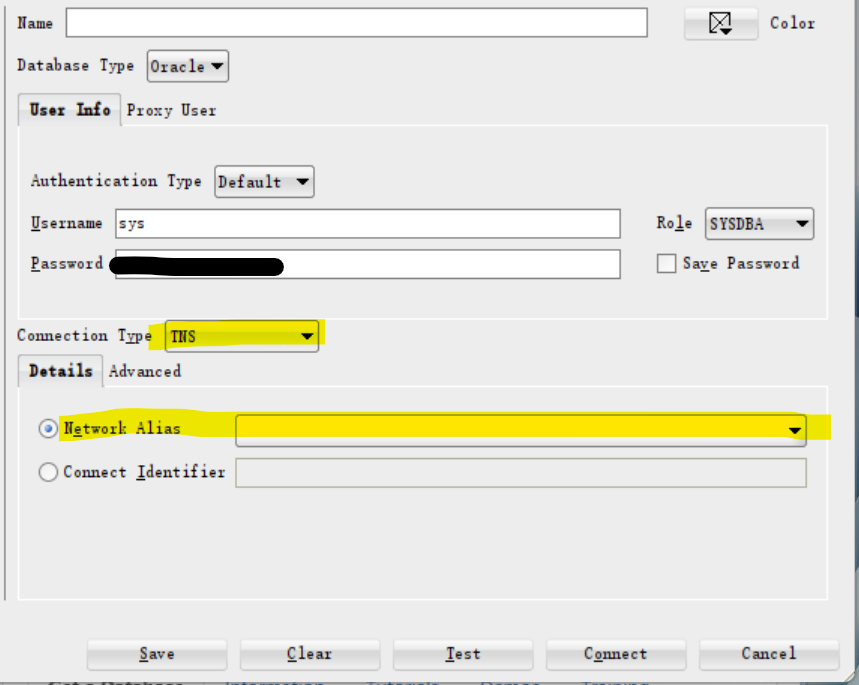 Name Color
Database Type Oracle
User Info Proxy User
Authentication Type Default
Username sys Role SYSDBA
Password Save Password
Connection Type TNS
Details Advanced
Network Alias
Connect Identifier
Save Clear Test Connect Cancel